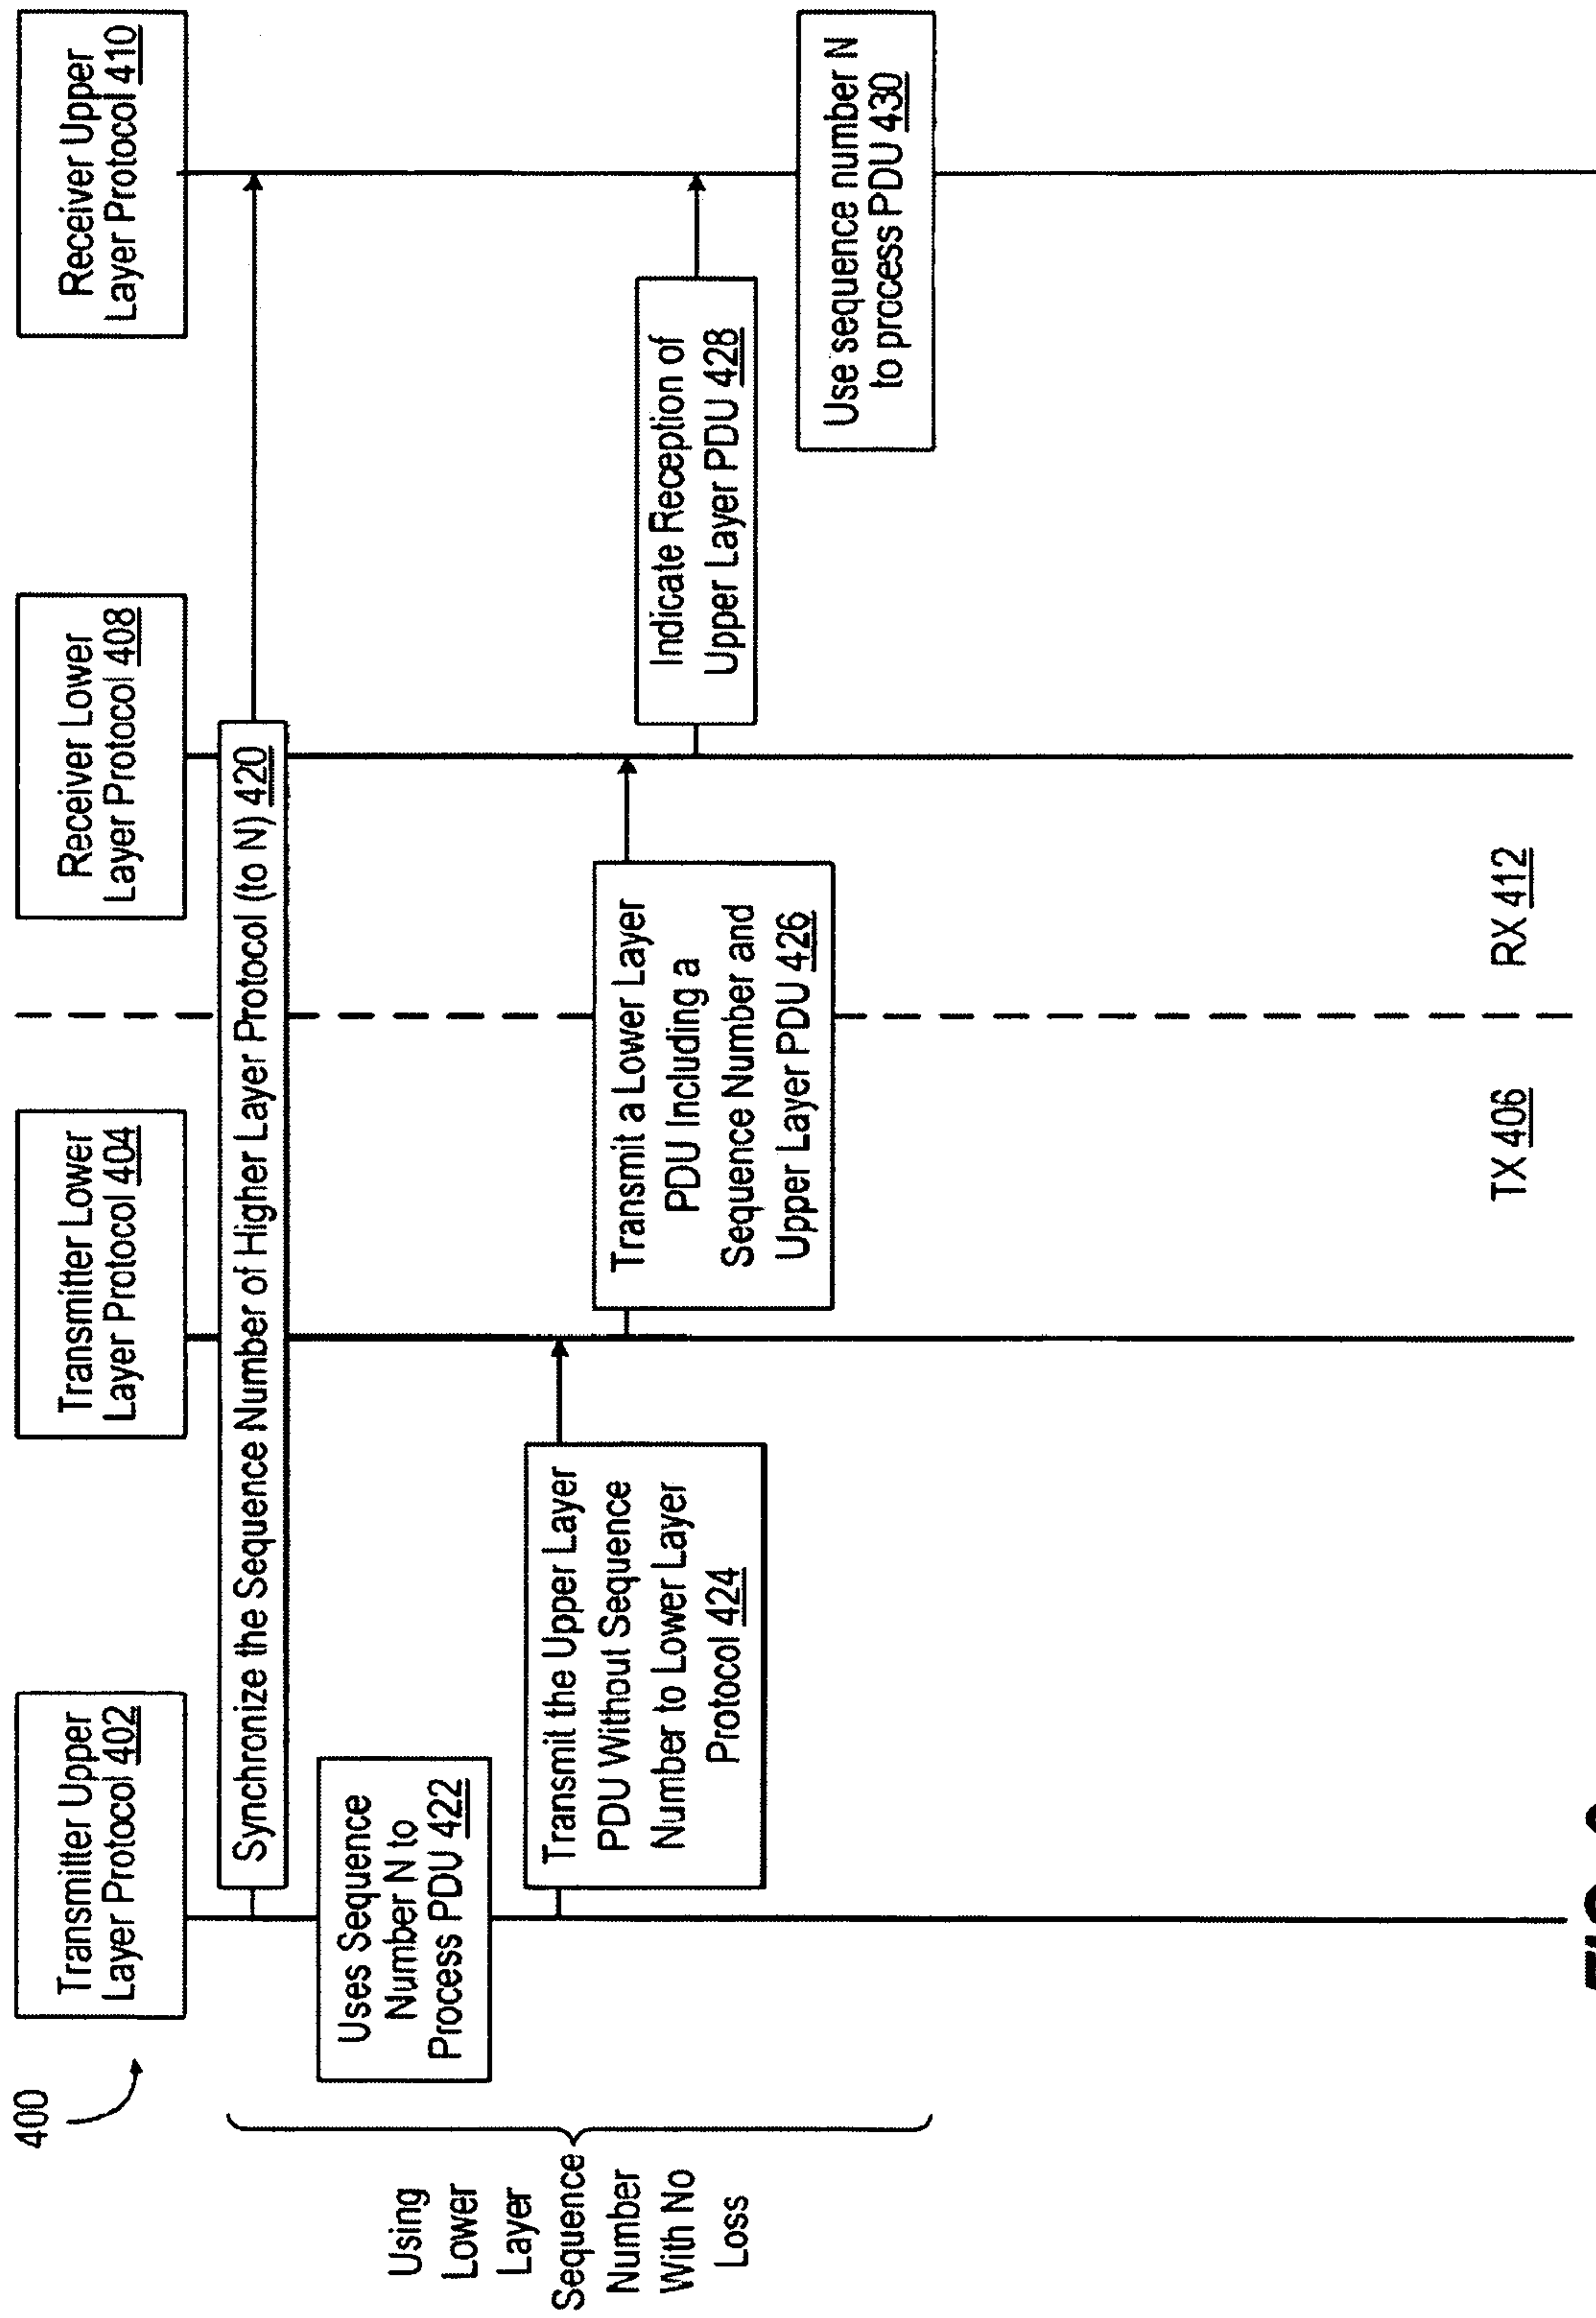 400
Transmitter Upper
Layer Protocol 402
Transmitter Lower
Layer Protocol 404
Receiver Lower
Layer Protocol 408
Receiver Upper
Layer Protocol 410
Synchronize the Sequence Number of Higher Layer Protocol (to N) 420
Uses Sequence
Number N to
Process PDU 422
Using
Lower
Layer
Sequence
Number
With No
Loss
Transmit the Upper Layer
PDU Without Sequence
Number to Lower Layer
Protocol 424
Transmit a Lower Layer
PDU Including a
Sequence Number and
Upper Layer PDU 426
Indicate Reception of
Upper Layer PDU 428
Use sequence number N
to process PDU 430
TX 406
RX 412